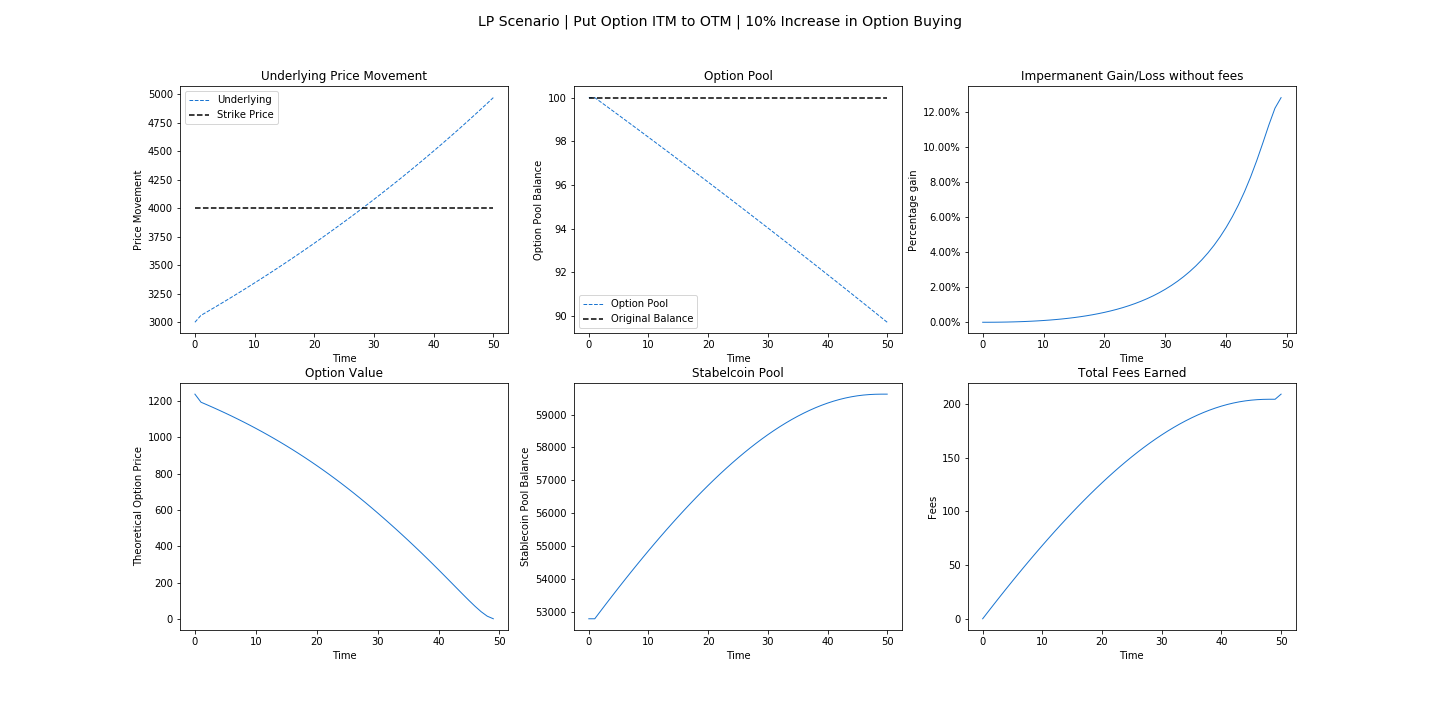 LP Scenario | Put Option ITM to OTM | 10% Increase in Option Buying
Underlying Price Movement
Price Movement
5000
4750
4500
4250
4000
3750
3500
3250
3000
Underlying
Strike Price
0 10 20 30 40 50
Time
Option Pool
Option Pool Balance
100
98
96
94
92
90
Option Pool
Original Balance
0 10 20 30 40 50
Time
Impermanent Gain/Loss without fees
Percentage gain
12.00%
10.00%
8.00%
6.00%
4.00%
2.00%
0.00%
0 10 20 30 40 50
Time
Option Value
Theoretical Option Price
1200
1000
800
600
400
200
0
0 10 20 30 40 50
Time
Stabelcoin Pool
Stablecoin Pool Balance
59000
58000
57000
56000
55000
54000
53000
0 10 20 30 40 50
Time
Total Fees Earned
Fees
200
150
100
50
0
0 10 20 30 40 50
Time